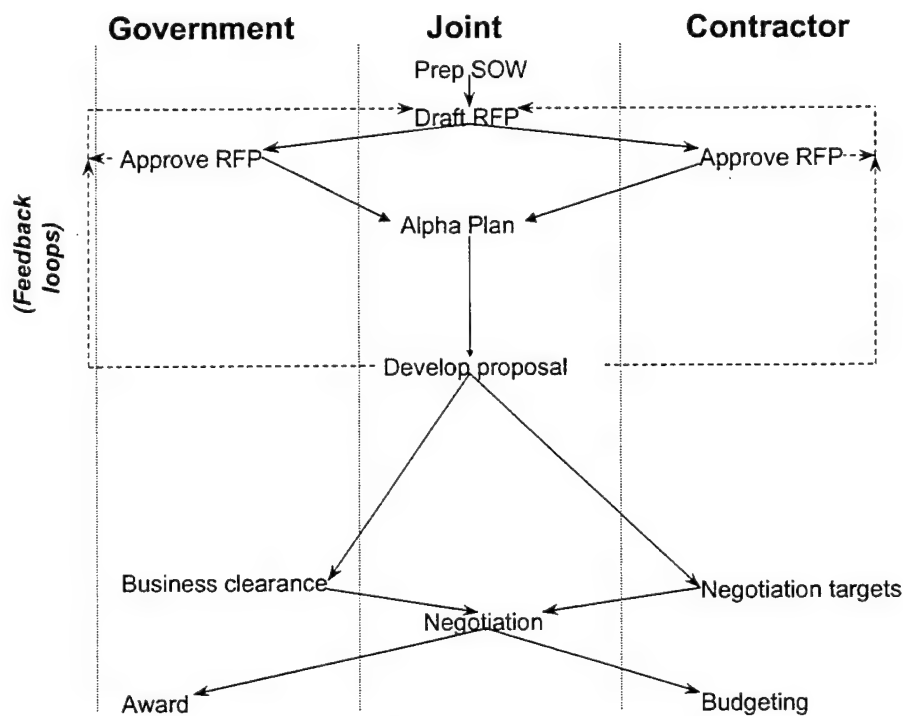 Government
Joint
Contractor
Prep SOW
Draft RFP
Approve RFP
Approve RFP
Alpha Plan
(Feedback
loops)
Develop proposal
Business clearance
Negotiation targets
Negotiation
Award
Budgeting